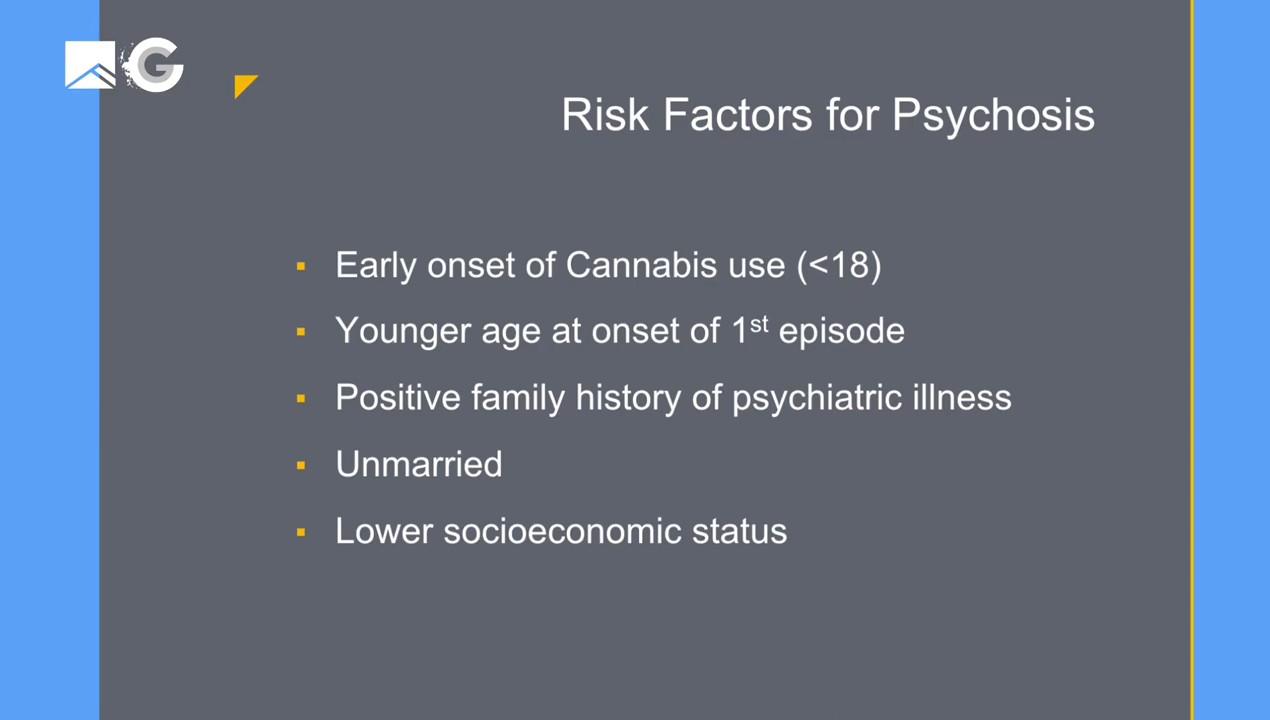 G
Risk Factors for Psychosis
▪ Early onset of Cannabis use (<18)
▪ Younger age at onset of 1st episode
▪ Positive family history of psychiatric illness
▪ Unmarried
▪ Lower socioeconomic status